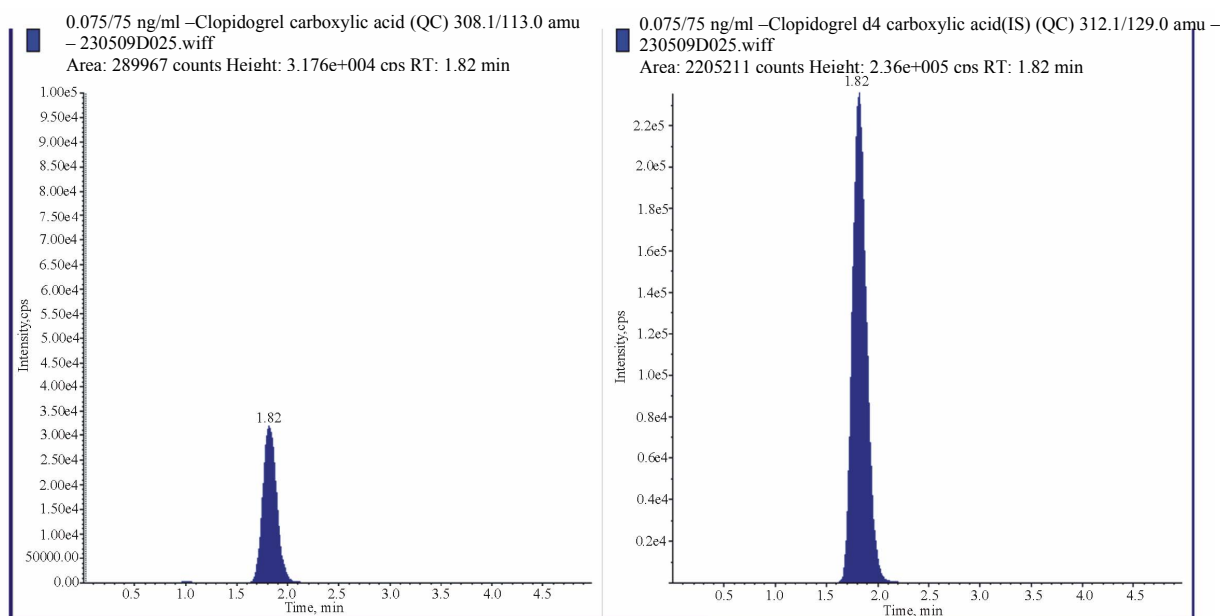 0.075/75 ng/ml –Clopidogrel carboxylic acid (QC) 308.1/113.0 amu
– 230509D025.wiff
Area: 289967 counts Height: 3.176e+004 cps RT: 1.82 min
1.00e5
9.50e4
9.00e4
8.50e4
8.00e4
7.50e4
7.00e4
6.50e4
6.00e4
5.50e4
5.00e4
4.50e4
4.00e4
3.50e4
3.00e4
2.50e4
2.00e4
1.50e4
1.00e4
50000.00
0.00
Intensity,cps
1.82
0.5
1.0
1.5
2.0
2.5
3.0
3.5
4.0
4.5
Time, min
0.075/75 ng/ml –Clopidogrel d4 carboxylic acid(IS) (QC) 312.1/129.0 amu –
230509D025.wiff
Area: 2205211 counts Height: 2.36e+005 cps RT: 1.82 min
1.82
2.2e5
2.0e5
1.8e5
1.6e5
1.4e5
1.2e5
1.0e5
0.8e4
0.6e4
0.4e4
0.2e4
Intensity,cps
0.5
1.0
1.5
2.0
2.5
3.0
3.5
4.0
4.5
Time, min